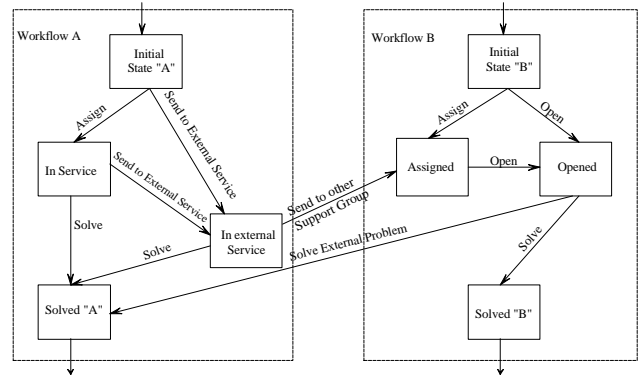 Workflow A
Initial
State "A"
Assign
Send to External Service
In Service
Send to External Service
Solve
In external
Service
Solve
Solved "A"
Send to other
Support Group
Solve External Problem
Workflow B
Initial
State "B"
Assign
Open
Assigned
Open
Opened
Solve
Solved "B"